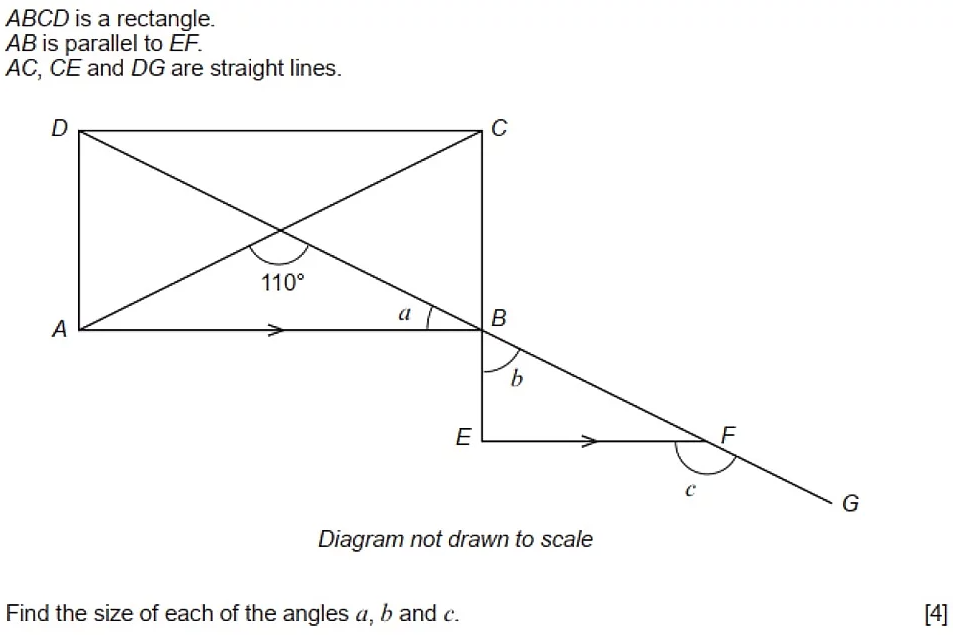 ABCD is a rectangle.
AB is parallel to EF.
AC, CE and DG are straight lines.
D
C
110°
a
B
A
b
E
F
c
G
Diagram not drawn to scale
Find the size of each of the angles a, b and c.
[4]